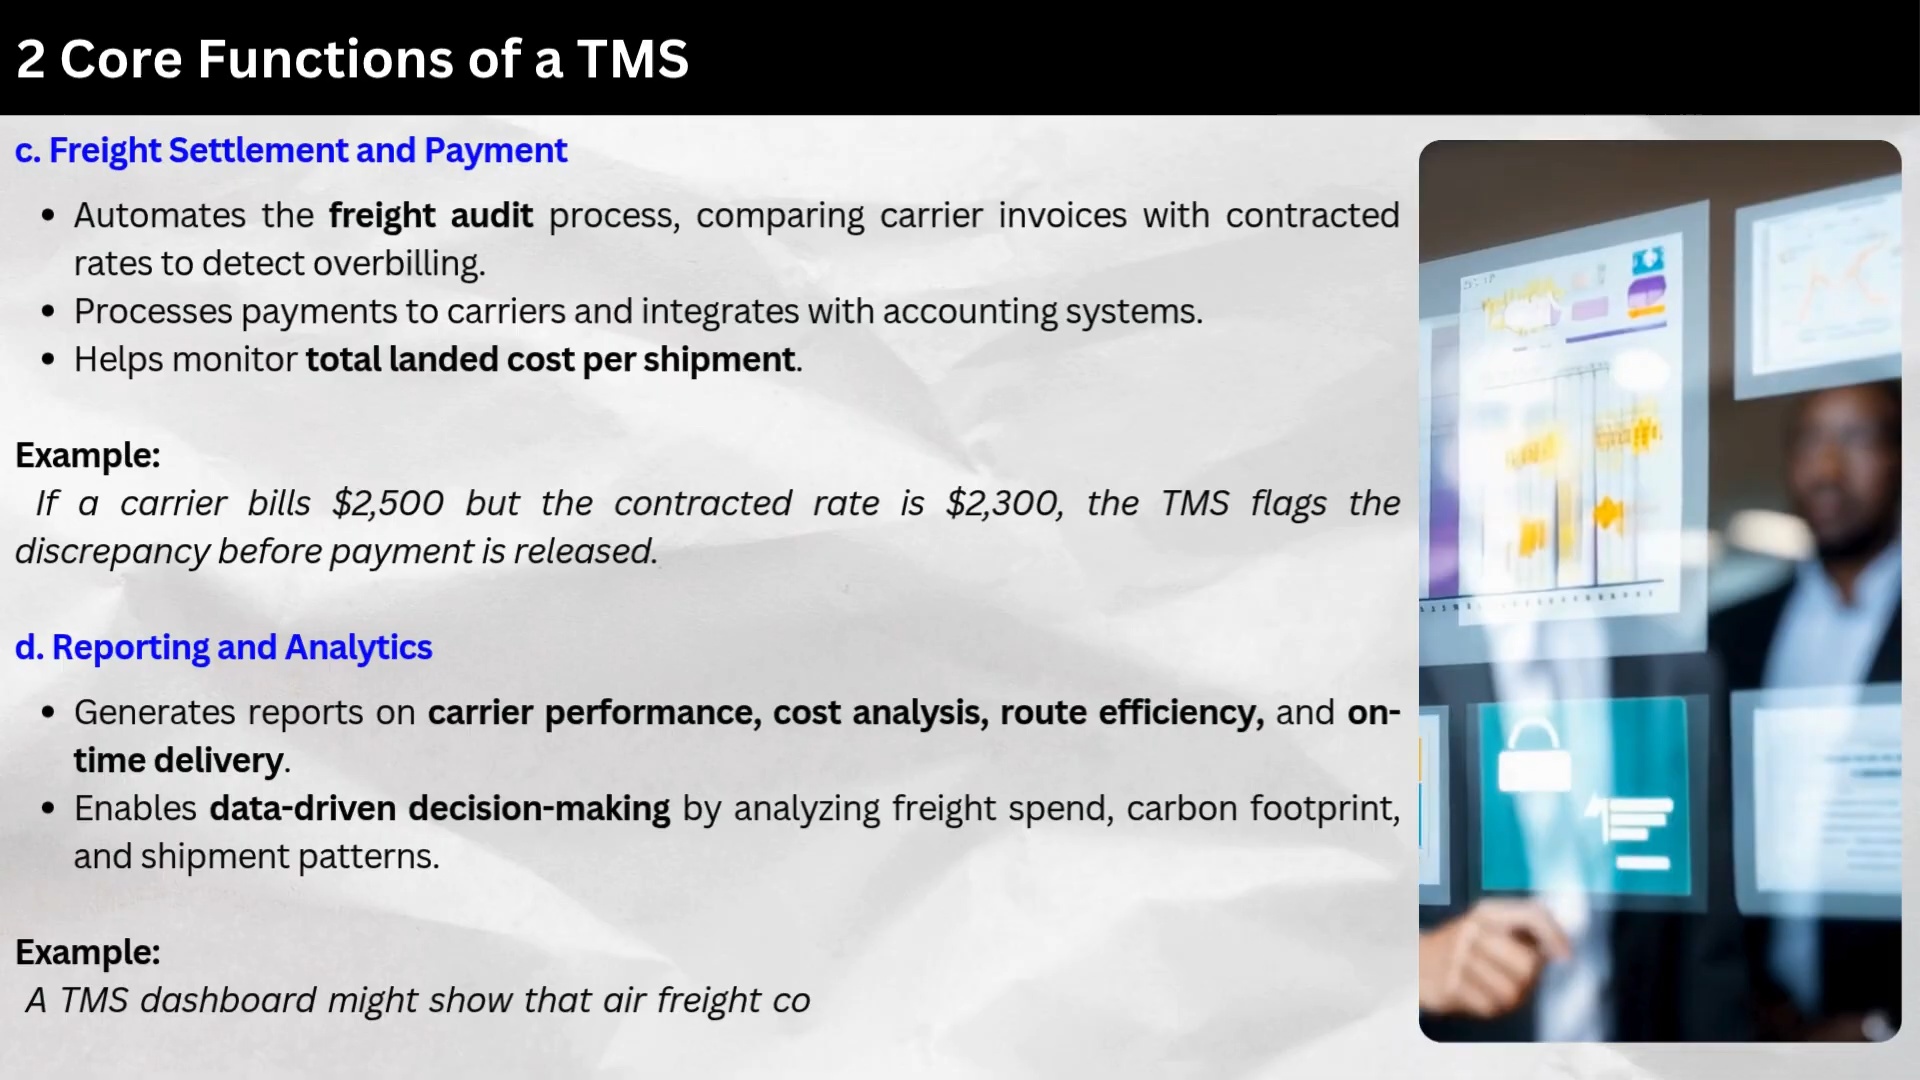 2 Core Functions of a TMS
c. Freight Settlement and Payment
• Automates the freight audit process, comparing carrier invoices with contracted
rates to detect overbilling.
• Processes payments to carriers and integrates with accounting systems.
• Helps monitor total landed cost per shipment.
Example:
If a carrier bills $2,500 but the contracted rate is $2,300, the TMS flags the
discrepancy before payment is released.
d. Reporting and Analytics
• Generates reports on carrier performance, cost analysis, route efficiency, and on-
time delivery.
• Enables data-driven decision-making by analyzing freight spend, carbon footprint,
and shipment patterns.
Example:
A TMS dashboard might show that air freight co